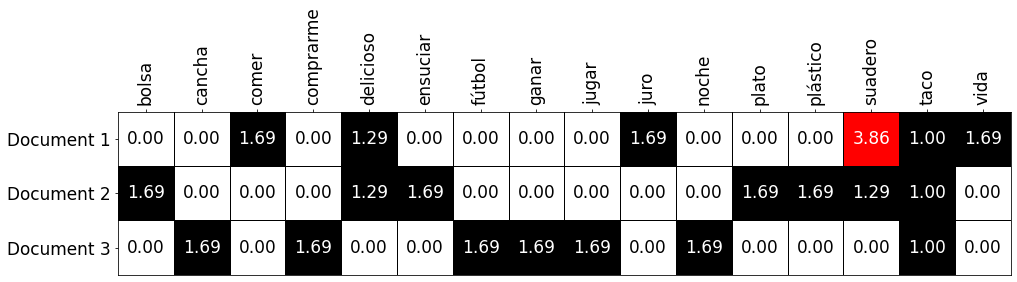 bolsa cancha comer comprarme delicioso ensuciar fútbol ganar jugar juro noche plato plástico suadero taco vida
Document 1 0.00 0.00 1.69 0.00 1.29 0.00 0.00 0.00 0.00 1.69 0.00 0.00 0.00 3.86 1.00 1.69
Document 2 1.69 0.00 0.00 0.00 1.29 1.69 0.00 0.00 0.00 0.00 0.00 1.69 1.69 1.29 1.00 0.00
Document 3 0.00 1.69 0.00 1.69 0.00 0.00 1.69 1.69 1.69 0.00 1.69 0.00 0.00 0.00 1.00 0.00